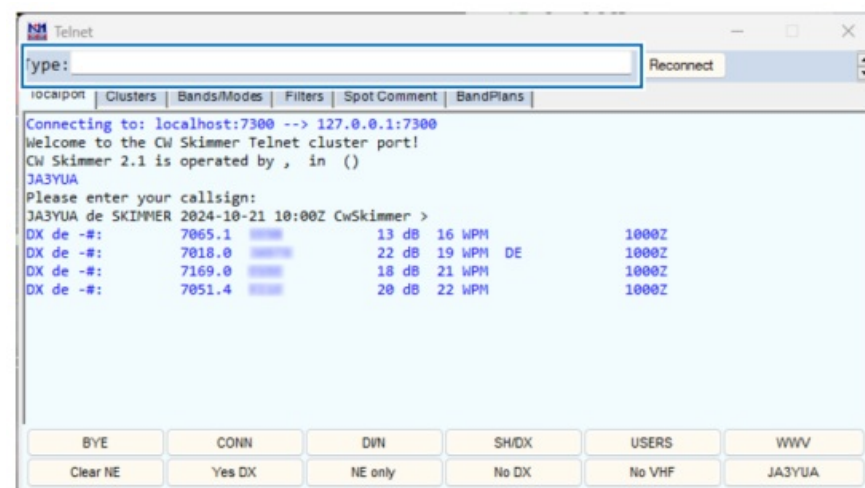 Telnet
Type: Reconnect
localport Clusters Bands/Modes Filters Spot Comment BandPlans
Connecting to: localhost:7300 --> 127.0.0.1:7300
Welcome to the CW Skimmer Telnet cluster port!
CW Skimmer 2.1 is operated by , in ()
JA3YUA
Please enter your callsign:
JA3YUA de SKIMMER 2024-10-21 10:00Z CwSkimmer >
DX de -#: 7065.1 13 dB 16 WPM 1000Z
DX de -#: 7018.0 22 dB 19 WPM DE 1000Z
DX de -#: 7169.0 18 dB 21 WPM 1000Z
DX de -#: 7051.4 20 dB 22 WPM 1000Z
BYE CONN DI/N SH/DX USERS WWV
Clear NE Yes DX NE only No DX No VHF JA3YUA